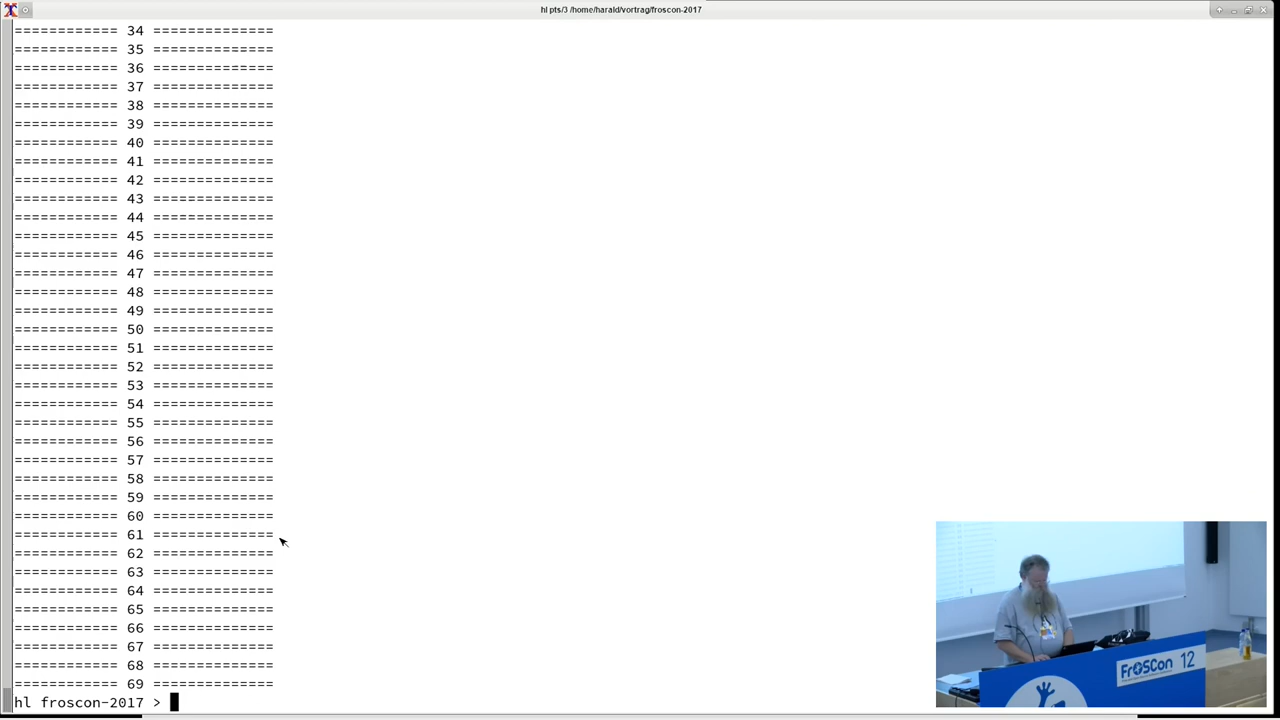 hl pts/3 /home/harald/vortrag/froscon-2017
============ 34 ==============
============ 35 ==============
============ 36 ==============
============ 37 ==============
============ 38 ==============
============ 39 ==============
============ 40 ==============
============ 41 ==============
============ 42 ==============
============ 43 ==============
============ 44 ==============
============ 45 ==============
============ 46 ==============
============ 47 ==============
============ 48 ==============
============ 49 ==============
============ 50 ==============
============ 51 ==============
============ 52 ==============
============ 53 ==============
============ 54 ==============
============ 55 ==============
============ 56 ==============
============ 57 ==============
============ 58 ==============
============ 59 ==============
============ 60 ==============
============ 61 ==============
============ 62 ==============
============ 63 ==============
============ 64 ==============
============ 65 ==============
============ 66 ==============
============ 67 ==============
============ 68 ==============
============ 69 ==============
hl froscon-2017 >
FrOSCon 12